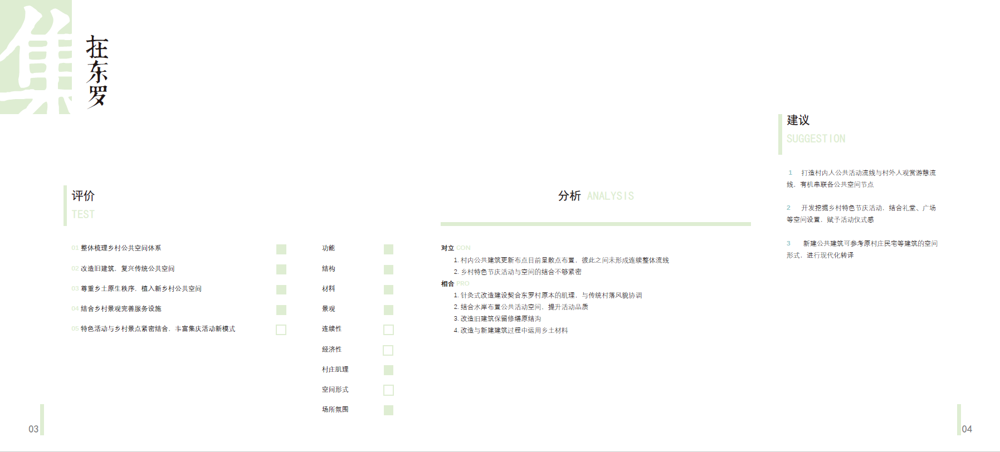 集
在东罗
评价
TEST
01 整体梳理乡村公共空间体系
02 改造旧建筑，复兴传统公共空间
03 尊重乡土原生秩序，植入新乡村公共空间
04 结合乡村景观完善服务设施
05 特色活动与乡村景点紧密结合，丰富集庆活动新模式
功能
结构
材料
景观
连续性
经济性
村庄肌理
空间形式
场所氛围
分析 ANALYSIS
对立 CON
1. 村内公共建筑更新布点目前呈散点布置，彼此之间未形成连续整体流线
2. 乡村特色节庆活动与空间的结合不够紧密
相合 PRO
1. 针灸式改造建设契合东罗村原本的肌理，与传统村落风貌协调
2. 结合水岸布置公共活动空间，提升活动品质
3. 改造旧建筑保留修缮原结沟
4. 改造与新建建筑过程中运用乡土材料
建议
SUGGESTION
1 打造村内人公共活动流线与村外人观赏游憩流
线，有机串联各公共空间节点
2 开发挖掘乡村特色节庆活动，结合礼堂、广场
等空间设置，赋予活动仪式感
3 新建公共建筑可参考原村庄民宅等建筑的空间
形式，进行现代化转译
03
04